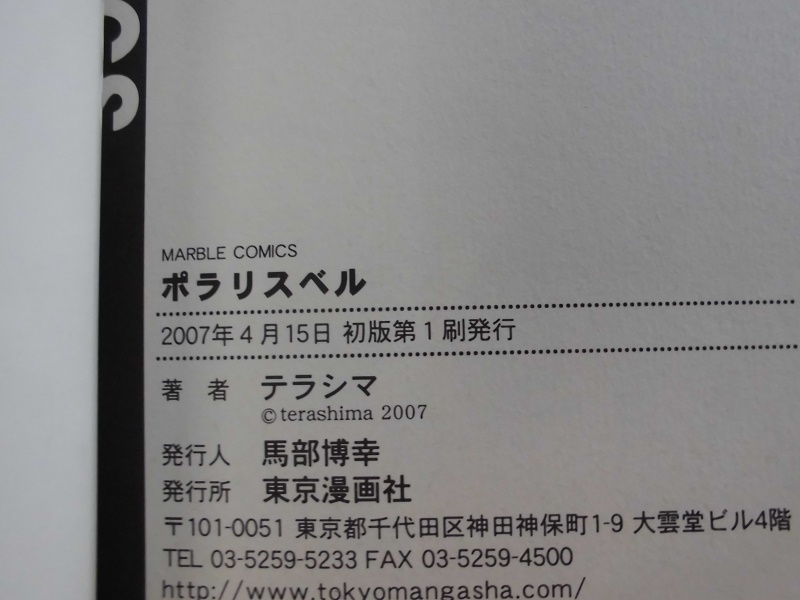 CS
MARBLE COMICS
ポラリスベル
2007年4月15日 初版第1刷発行
著 者 テラシマ
©terashima 2007
発行人 馬部博幸
発行所 東京漫画社
〒101-0051 東京都千代田区神田神保町1-9 大雲堂ビル4階
TEL 03-5259-5233 FAX 03-5259-4500
http://www.tokyomangasha.com/